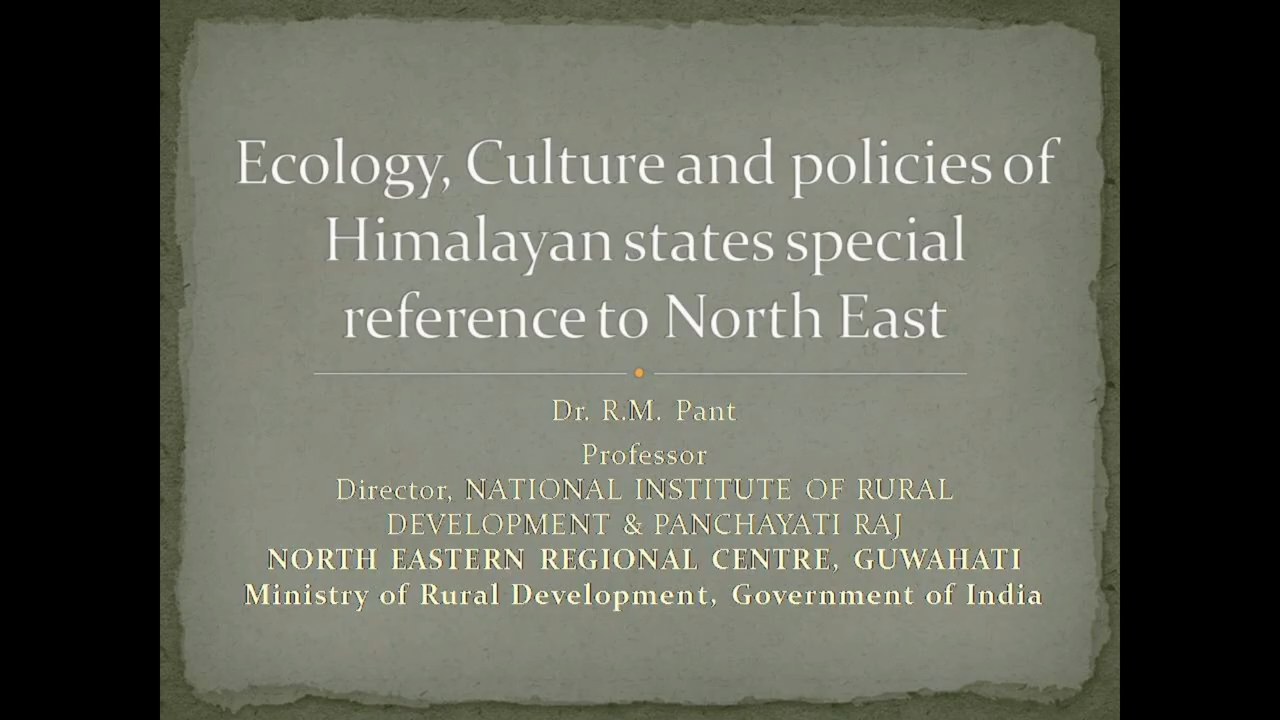 Ecology, Culture and policies of
Himalayan states special
reference to North East
Dr. R.M. Pant
Professor
Director, NATIONAL INSTITUTE OF RURAL
DEVELOPMENT & PANCHAYATI RAJ
NORTH EASTERN REGIONAL CENTRE, GUWAHATI
Ministry of Rural Development, Government of India